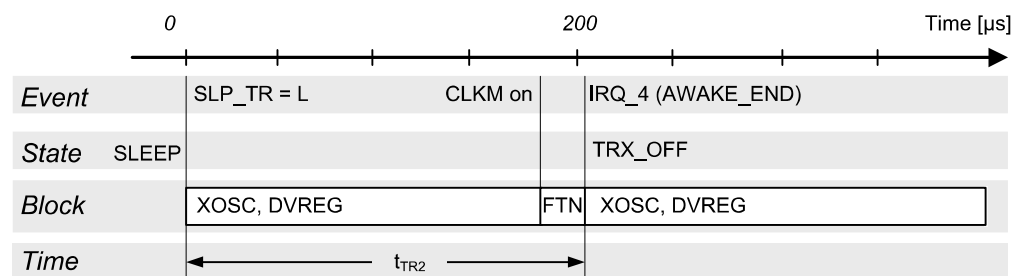 0 200 Time [µs]
Event SLP_TR = L CLKM on IRQ_4 (AWAKE_END)
State SLEEP TRX_OFF
Block XOSC, DVREG FTN XOSC, DVREG
Time tTR2